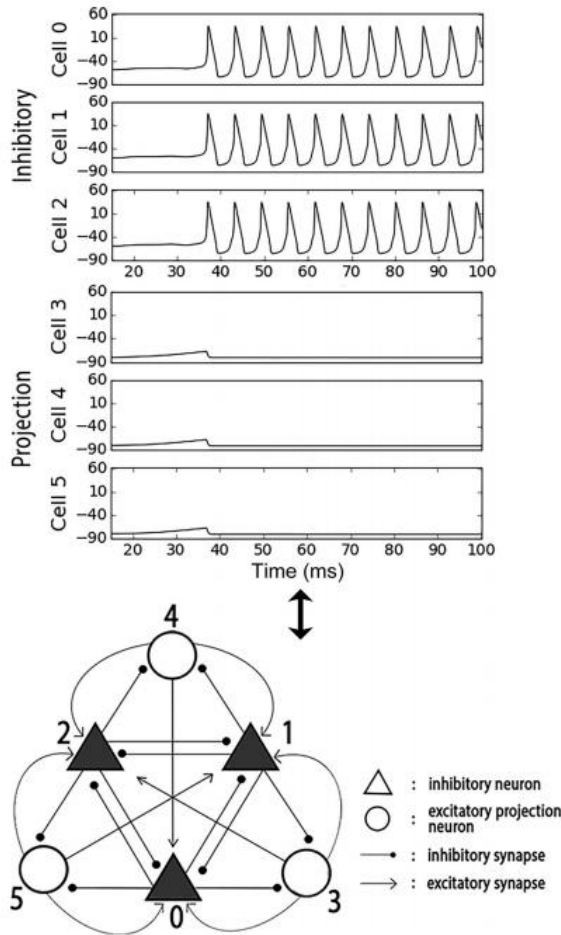 60
10
−40
−90
Cell 0
60
10
−40
−90
Cell 1
60
10
−40
−90
Cell 2
Inhibitory
20 30 40 50 60 70 80 90 100
60
10
−40
−90
Cell 3
60
10
−40
−90
Cell 4
60
10
−40
−90
Cell 5
Projection
20 30 40 50 60 70 80 90 100
Time (ms)
4
2
1
5
0
3
: inhibitory neuron
: excitatory projection
neuron
: inhibitory synapse
: excitatory synapse